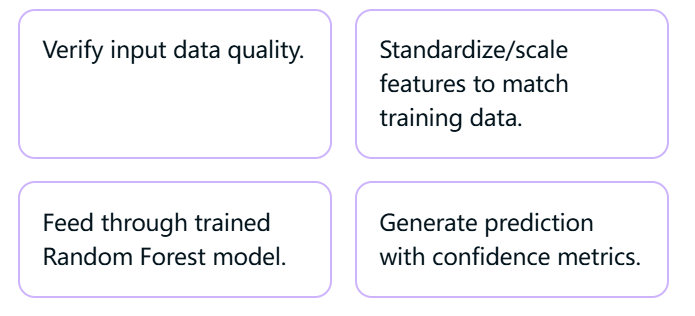 Verify input data quality.
Standardize/scale
features to match
training data.
Feed through trained
Random Forest model.
Generate prediction
with confidence metrics.